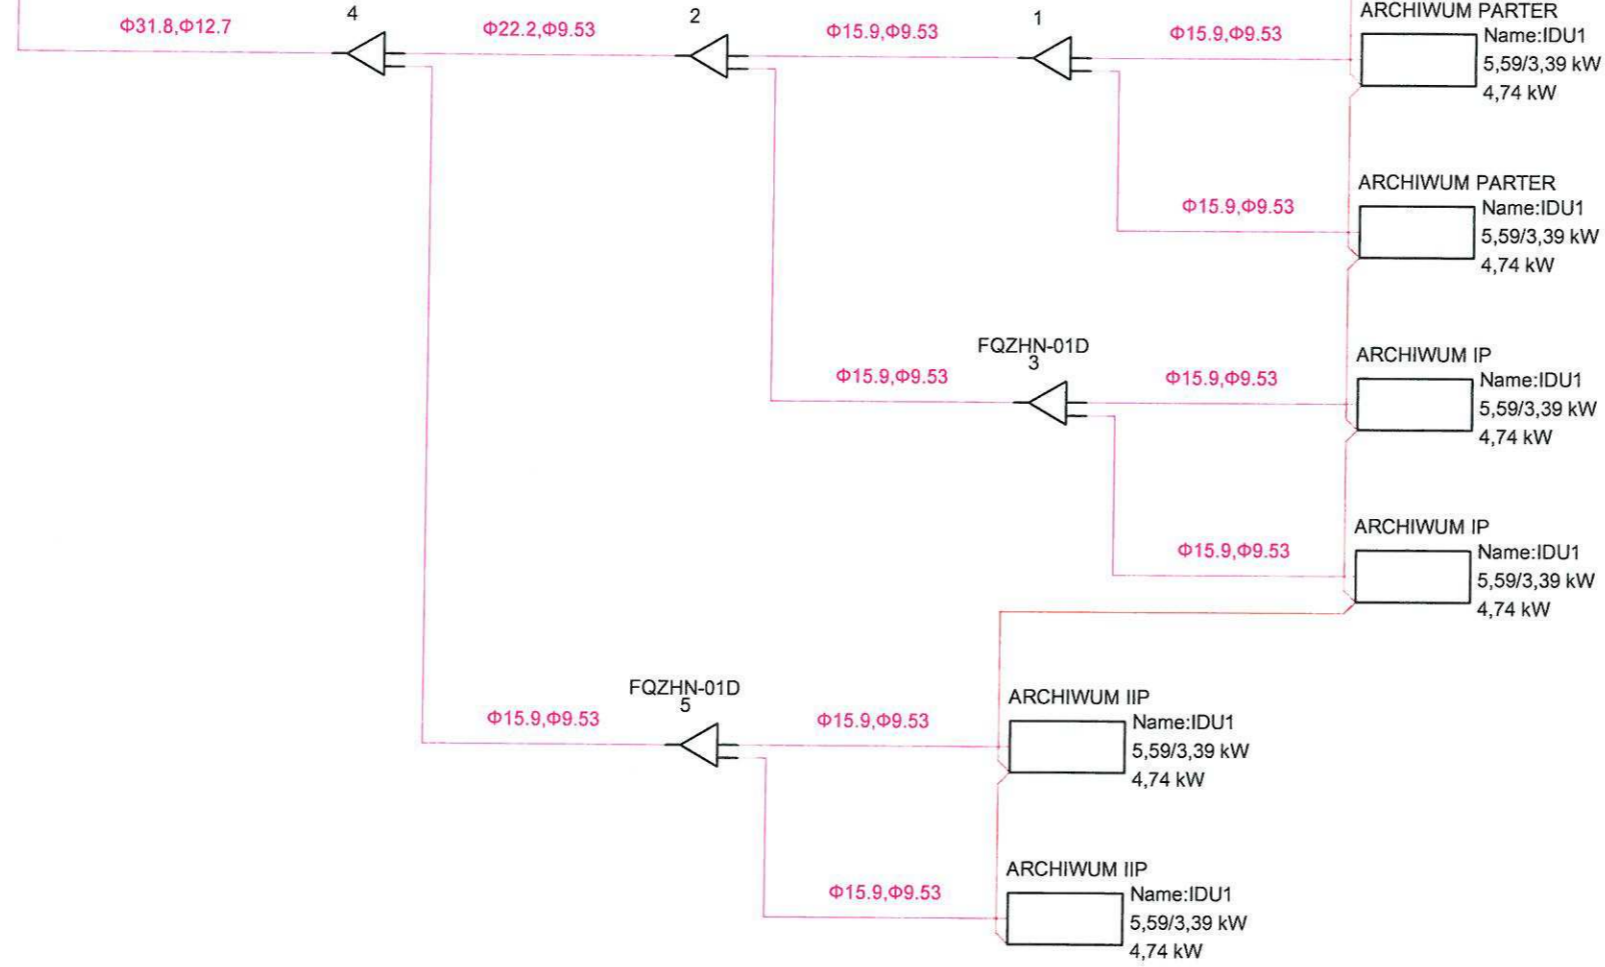 4
2
1
ARCHIWUM PARTER
Φ31.8,Φ12.7
Φ22.2,Φ9.53
Φ15.9,Φ9.53
Φ15.9,Φ9.53
Name:IDU1
5,59/3,39 kW
4,74 kW
ARCHIWUM PARTER
Φ15.9,Φ9.53
Name:IDU1
5,59/3,39 kW
4,74 kW
FQZHN-01D
3
ARCHIWUM IP
Φ15.9,Φ9.53
Φ15.9,Φ9.53
Name:IDU1
5,59/3,39 kW
4,74 kW
ARCHIWUM IP
Φ15.9,Φ9.53
Name:IDU1
5,59/3,39 kW
4,74 kW
FQZHN-01D
5
ARCHIWUM IIP
Φ15.9,Φ9.53
Φ15.9,Φ9.53
Name:IDU1
5,59/3,39 kW
4,74 kW
ARCHIWUM IIP
Φ15.9,Φ9.53
Name:IDU1
5,59/3,39 kW
4,74 kW